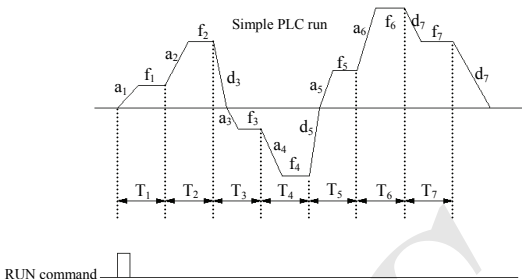 Simple PLC run
a1 f1 a2 f2 d3 a3 f3 a4 f4 d5 a5 f5 a6 f6 d7 f7 d7
T1 T2 T3 T4 T5 T6 T7
RUN command